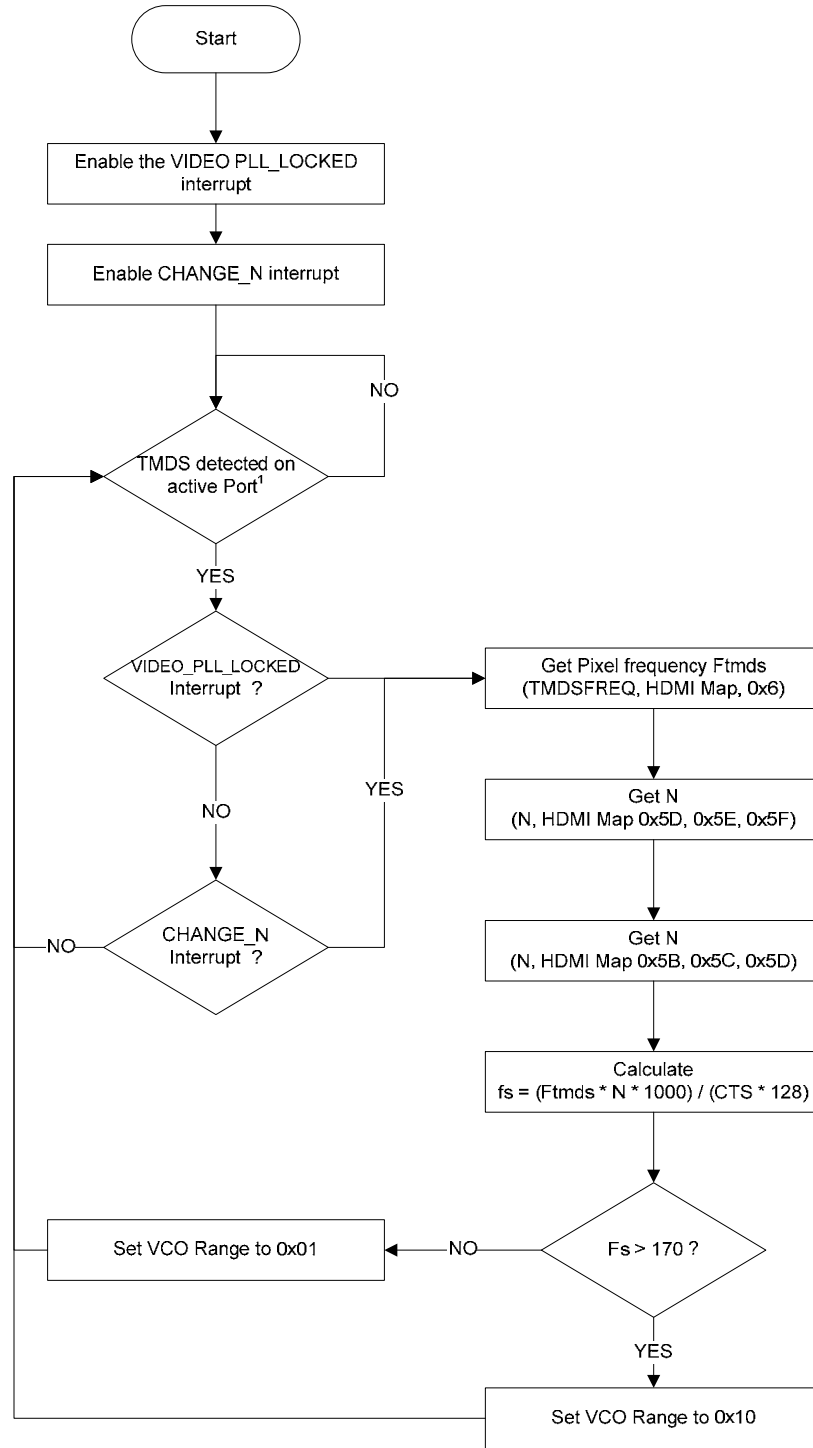 Start
Enable the VIDEO PLL_LOCKED
interrupt
Enable CHANGE_N interrupt
NO
TMDS detected on
active Port¹
YES
VIDEO_PLL_LOCKED
Interrupt ?
Get Pixel frequency Ftmds
(TMDSFREQ, HDMI Map, 0x6)
YES
NO
Get N
(N, HDMI Map 0x5D, 0x5E, 0x5F)
CHANGE_N
Interrupt ?
NO
Get N
(N, HDMI Map 0x5B, 0x5C, 0x5D)
Calculate
fs = (Ftmds * N * 1000) / (CTS * 128)
Fs > 170 ?
NO
Set VCO Range to 0x01
YES
Set VCO Range to 0x10